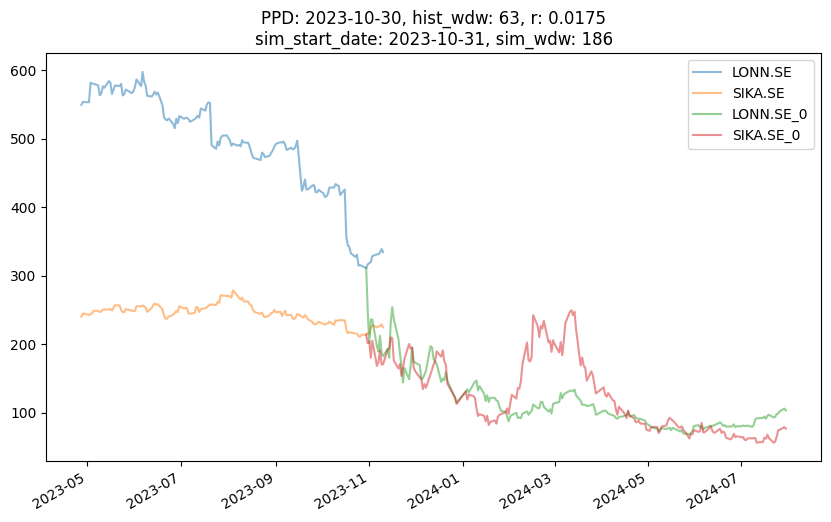 PPD: 2023-10-30, hist_wdw: 63, r: 0.0175
sim_start_date: 2023-10-31, sim_wdw: 186
LONN.SE
SIKA.SE
LONN.SE_0
SIKA.SE_0
600
500
400
300
200
100
2023-05
2023-07
2023-09
2023-11
2024-01
2024-03
2024-05
2024-07